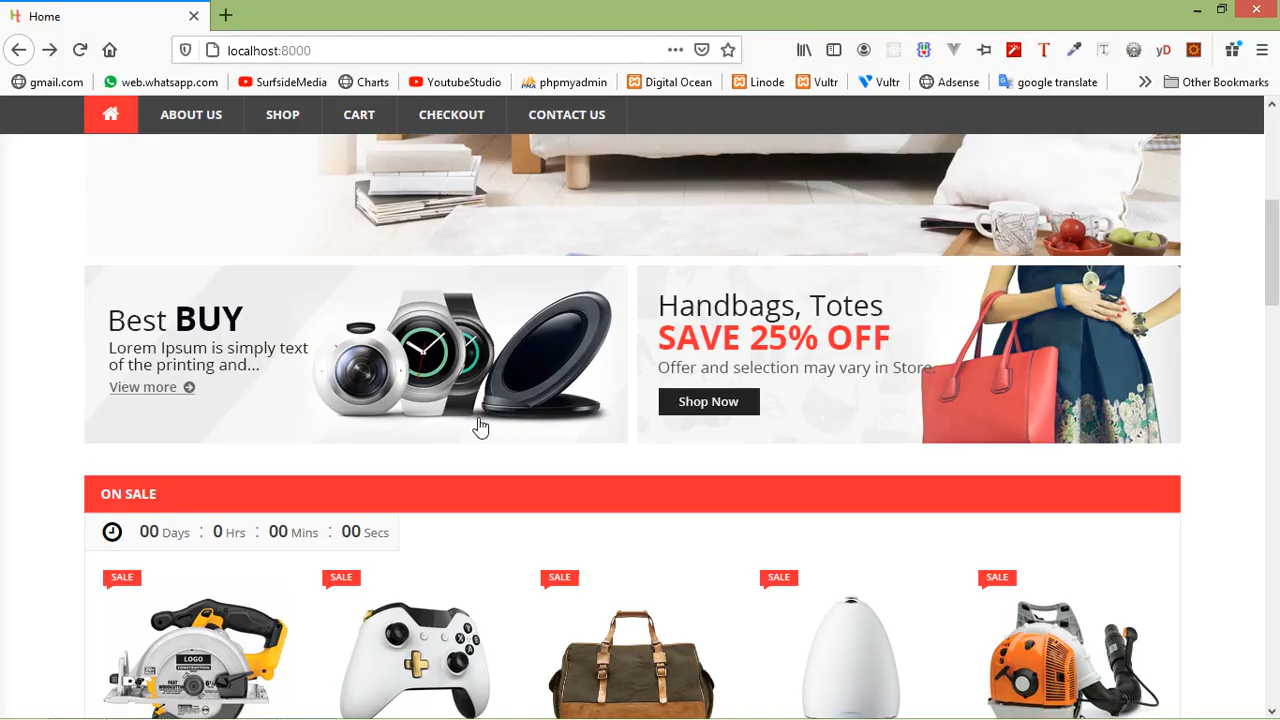 Home
localhost:8000
gmail.com web.whatsapp.com SurfsideMedia Charts YoutubeStudio phpmyadmin Digital Ocean Linode Vultr Vultr Adsense google translate Other Bookmarks
ABOUT US SHOP CART CHECKOUT CONTACT US
Best BUY
Lorem Ipsum is simply text
of the printing and...
View more
Handbags, Totes
SAVE 25% OFF
Offer and selection may vary in Store.
Shop Now
ON SALE
00 Days : 0 Hrs : 00 Mins : 00 Secs
SALE SALE SALE SALE SALE
LOGO
CONSTRUCTION